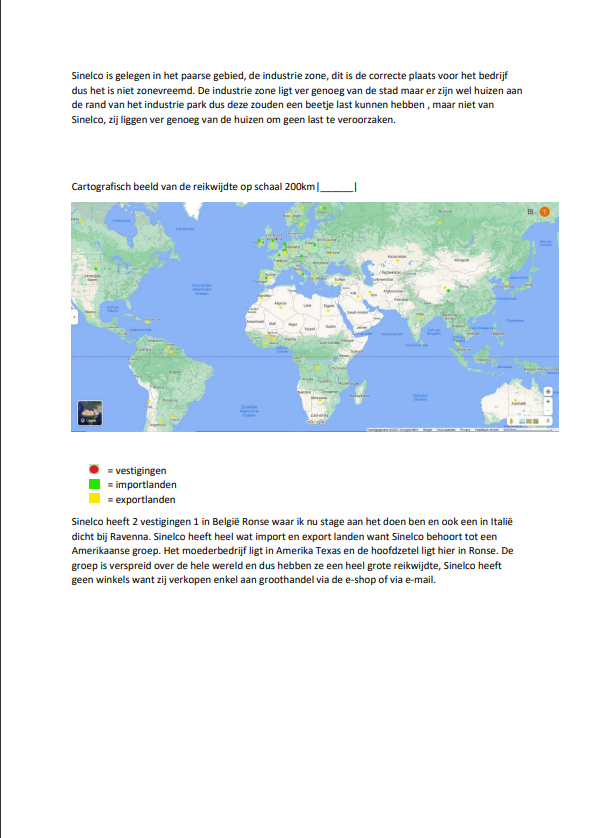 Sinelco is gelegen in het paarse gebied, de industrie zone, dit is de correcte plaats voor het bedrijf
dus het is niet zonevreemd. De industrie zone ligt ver genoeg van de stad maar er zijn wel huizen aan
de rand van het industrie park dus deze zouden een beetje last kunnen hebben , maar niet van
Sinelco, zij liggen ver genoeg van de huizen om geen last te veroorzaken.
Cartografisch beeld van de reikwijdte op schaal 200km|______|
= vestigingen
= importlanden
= exportlanden
Sinelco heeft 2 vestigingen 1 in België Ronse waar ik nu stage aan het doen ben en ook een in Italië
dicht bij Ravenna. Sinelco heeft heel wat import en export landen want Sinelco behoort tot een
Amerikaanse groep. Het moederbedrijf ligt in Amerika Texas en de hoofdzetel ligt hier in Ronse. De
groep is verspreid over de hele wereld en dus hebben ze een heel grote reikwijdte, Sinelco heeft
geen winkels want zij verkopen enkel aan groothandel via de e-shop of via e-mail.